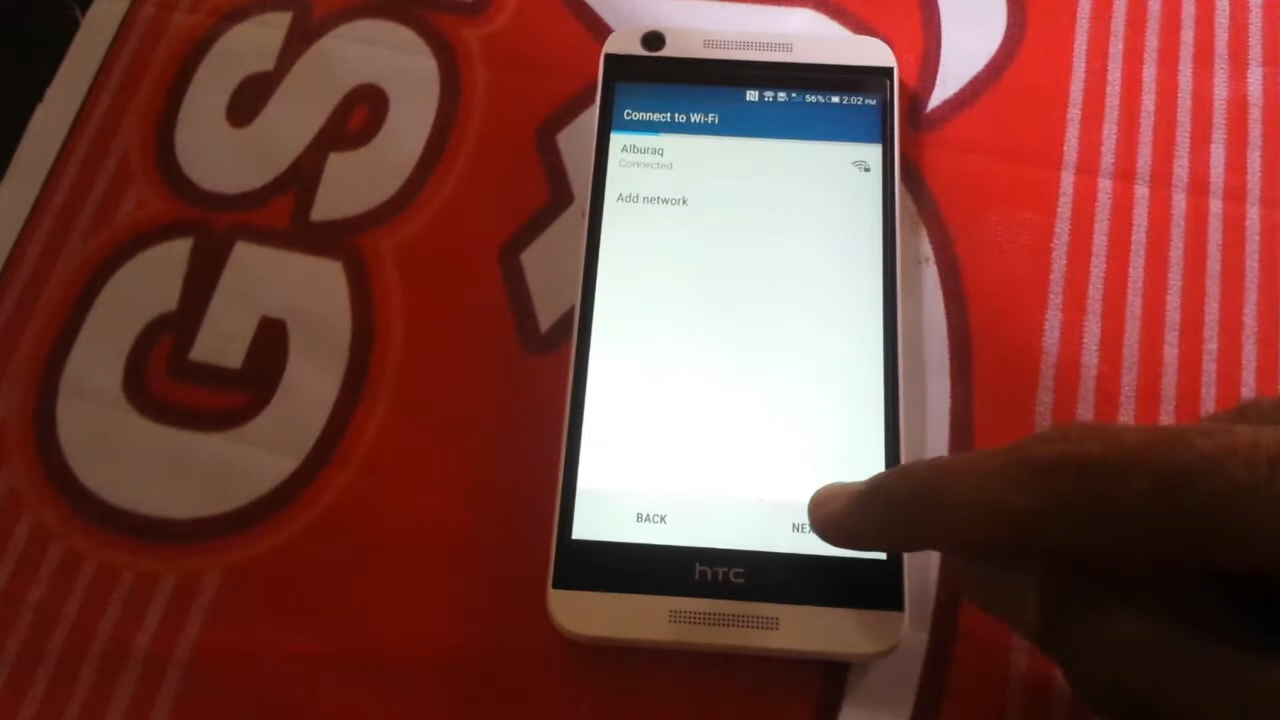 GS
56% 2:02 PM
Connect to Wi-Fi
Alburaq
Connected
Add network
BACK
hTC